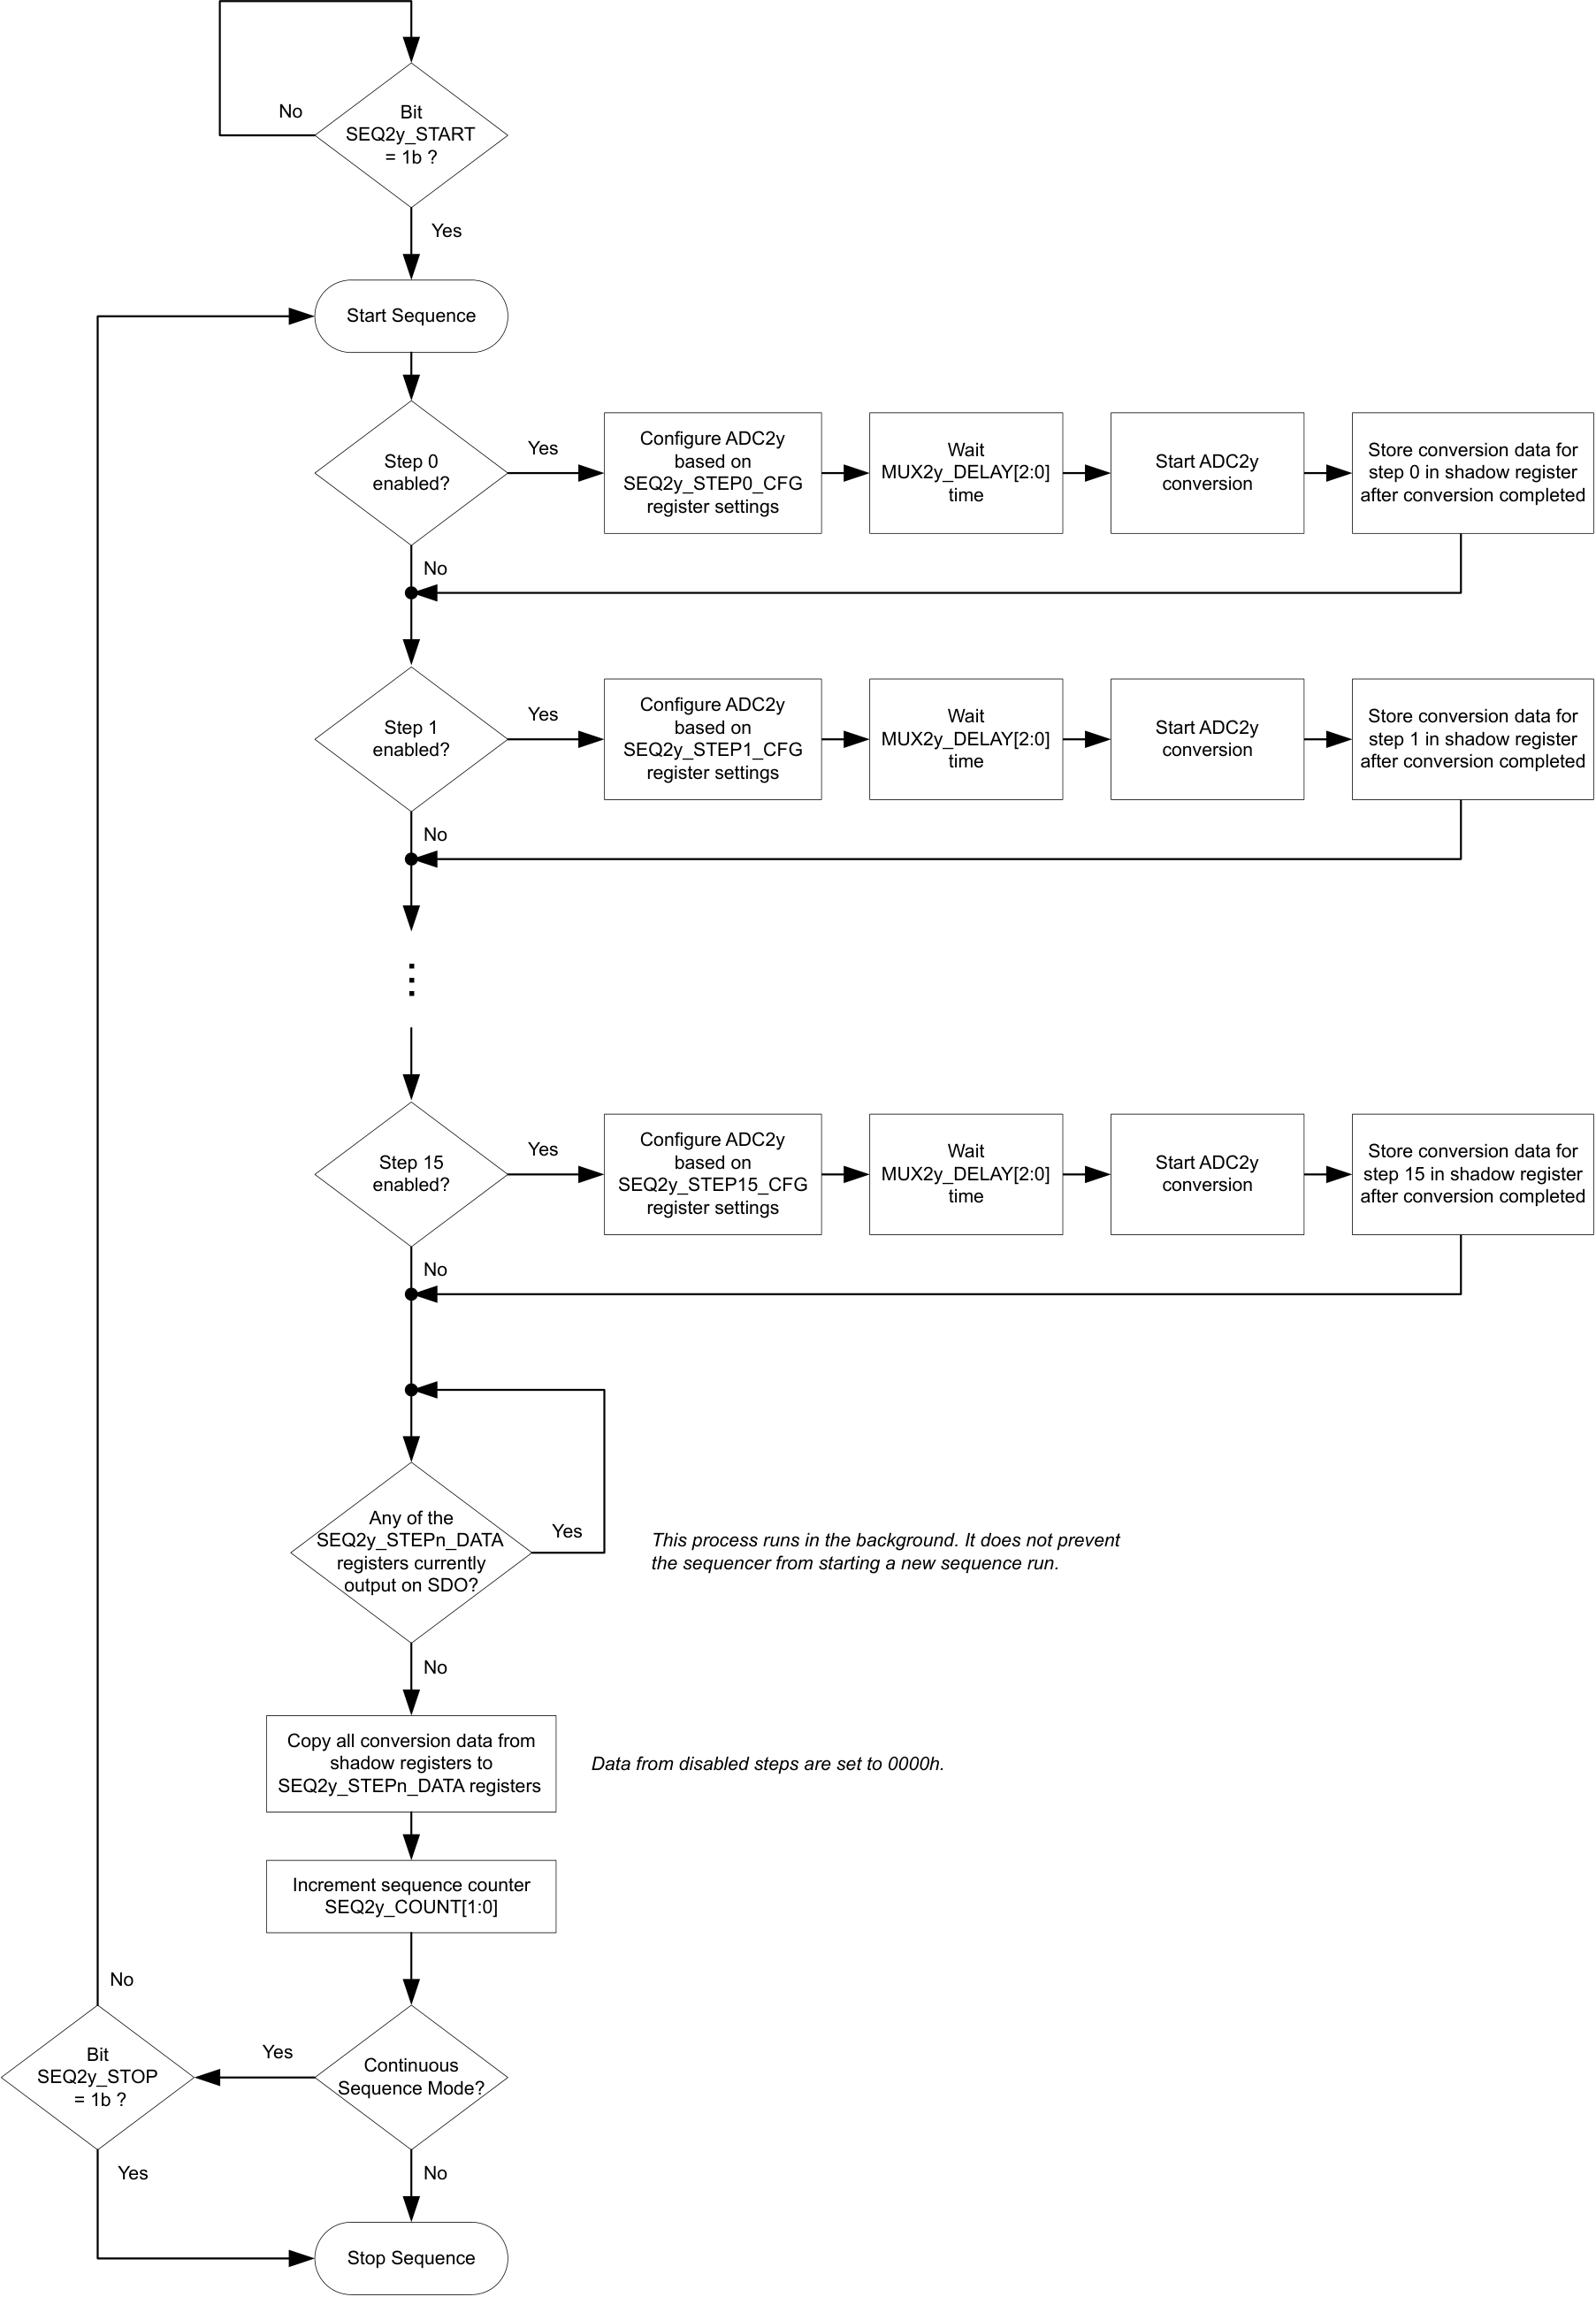 Bit
SEQ2y_START
= 1b ?
No
Yes
Start Sequence
Step 0
enabled?
Yes
Configure ADC2y
based on
SEQ2y_STEP0_CFG
register settings
Wait
MUX2y_DELAY[2:0]
time
Start ADC2y
conversion
Store conversion data for
step 0 in shadow register
after conversion completed
No
Step 1
enabled?
Yes
Configure ADC2y
based on
SEQ2y_STEP1_CFG
register settings
Wait
MUX2y_DELAY[2:0]
time
Start ADC2y
conversion
Store conversion data for
step 1 in shadow register
after conversion completed
No
⋮
Step 15
enabled?
Yes
Configure ADC2y
based on
SEQ2y_STEP15_CFG
register settings
Wait
MUX2y_DELAY[2:0]
time
Start ADC2y
conversion
Store conversion data for
step 15 in shadow register
after conversion completed
No
Any of the
SEQ2y_STEPn_DATA
registers currently
output on SDO?
Yes
This process runs in the background. It does not prevent
the sequencer from starting a new sequence run.
No
Copy all conversion data from
shadow registers to
SEQ2y_STEPn_DATA registers
Data from disabled steps are set to 0000h.
Increment sequence counter
SEQ2y_COUNT[1:0]
Continuous
Sequence Mode?
Yes
Bit
SEQ2y_STOP
= 1b ?
No
Yes
No
Stop Sequence